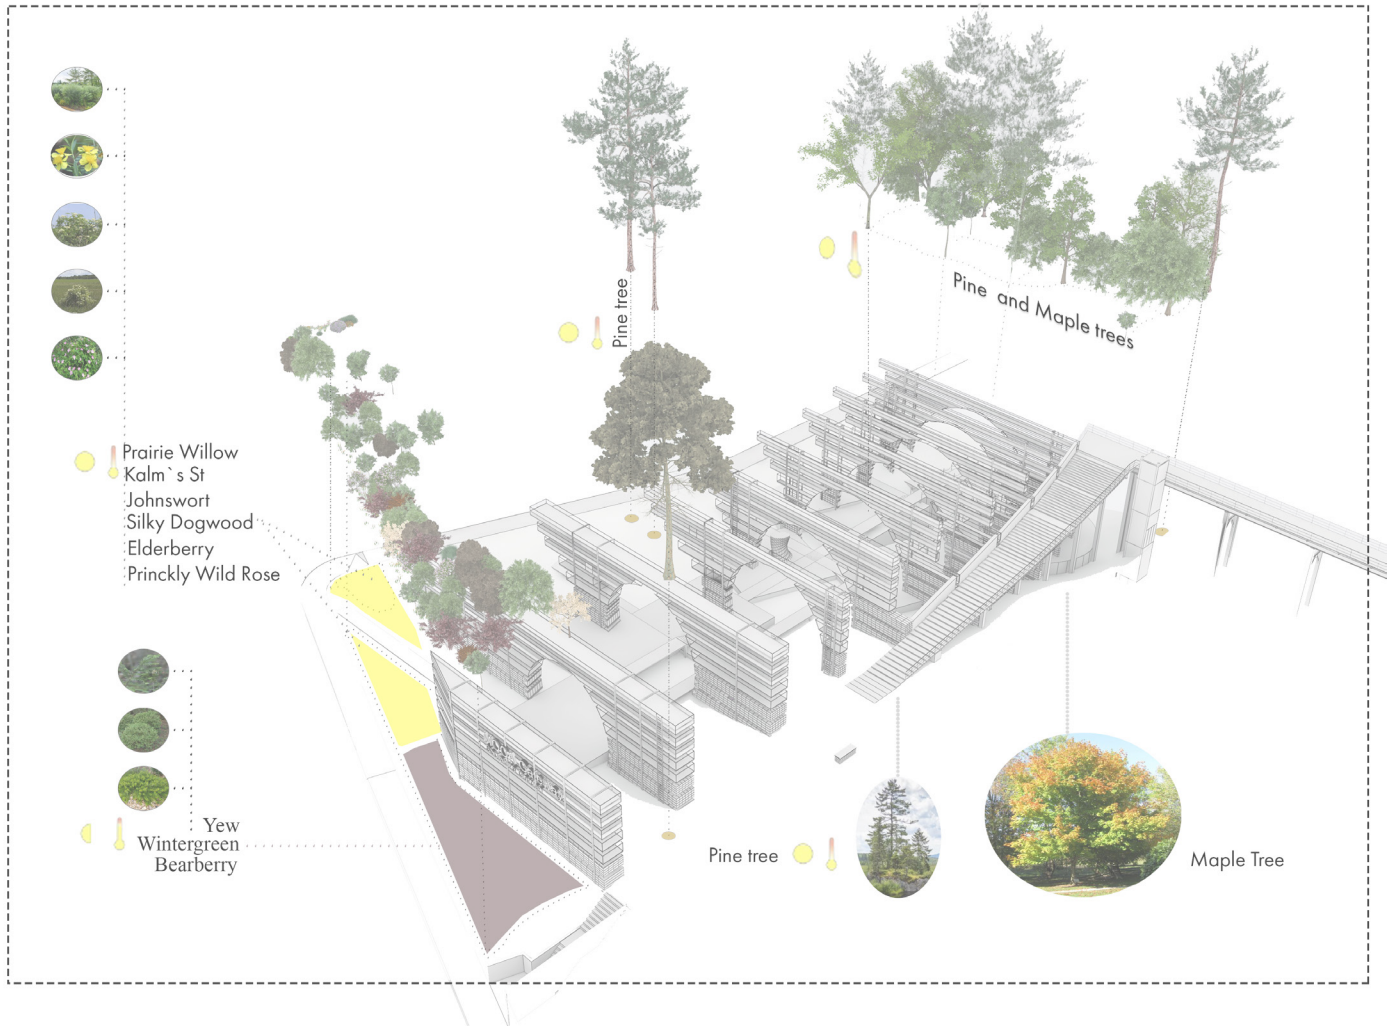 Pine and Maple trees
Pine tree
Prairie Willow
Kalm`s St
Johnswort
Silky Dogwood
Elderberry
Princkly Wild Rose
Yew
Wintergreen
Bearberry
Pine tree
Maple Tree